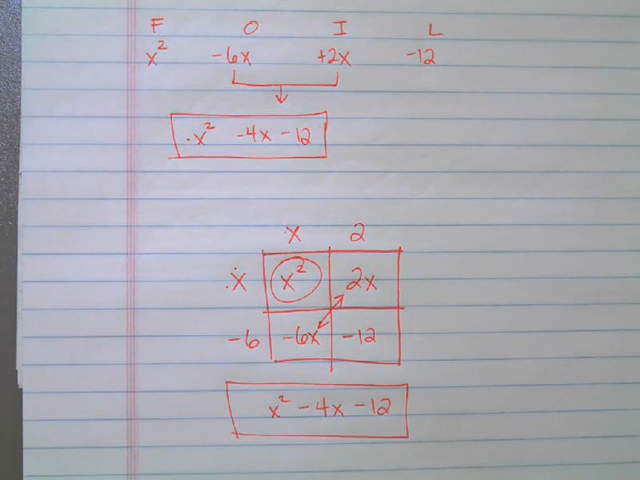 F O I L
x² -6x +2x -12
x² -4x -12
x 2
x x² 2x
-6 -6x -12
x² - 4x - 12